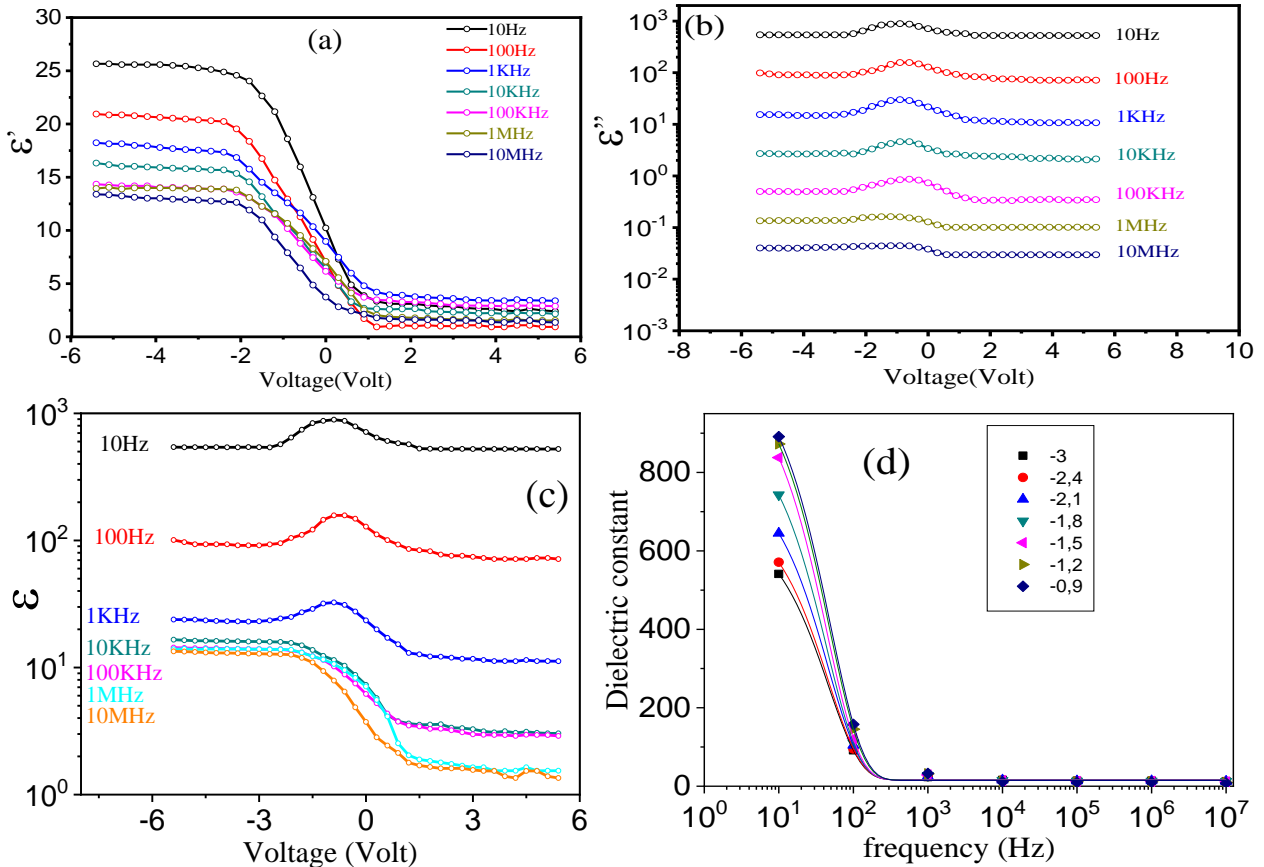 (a)
30
25
20
15
10
5
0
ε’
-6 -4 -2 0 2 4 6
Voltage(Volt)
10Hz
100Hz
1KHz
10KHz
100KHz
1MHz
10MHz
(b)
10³
10²
10¹
10⁰
10⁻¹
10⁻²
10⁻³
ε’’
-8 -6 -4 -2 0 2 4 6 8 10
Voltage(Volt)
10Hz
100Hz
1KHz
10KHz
100KHz
1MHz
10MHz
(c)
10³
10²
10¹
10⁰
ε
10Hz
100Hz
1KHz
10KHz
100KHz
1MHz
10MHz
-6 -3 0 3 6
Voltage (Volt)
(d)
800
600
400
200
0
Dielectric constant
-3
-2,4
-2,1
-1,8
-1,5
-1,2
-0,9
10⁰ 10¹ 10² 10³ 10⁴ 10⁵ 10⁶ 10⁷
frequency (Hz)